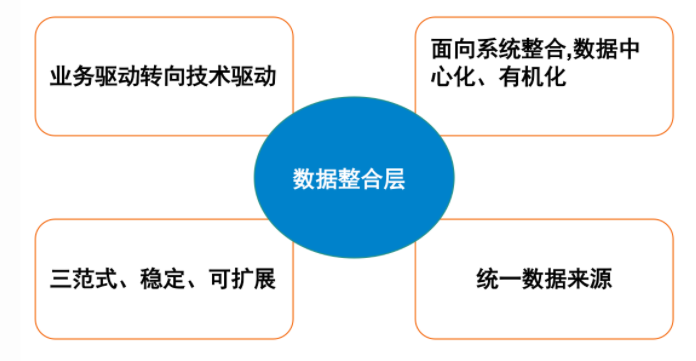 业务驱动转向技术驱动
面向系统整合,数据中
心化、有机化
数据整合层
三范式、稳定、可扩展
统一数据来源